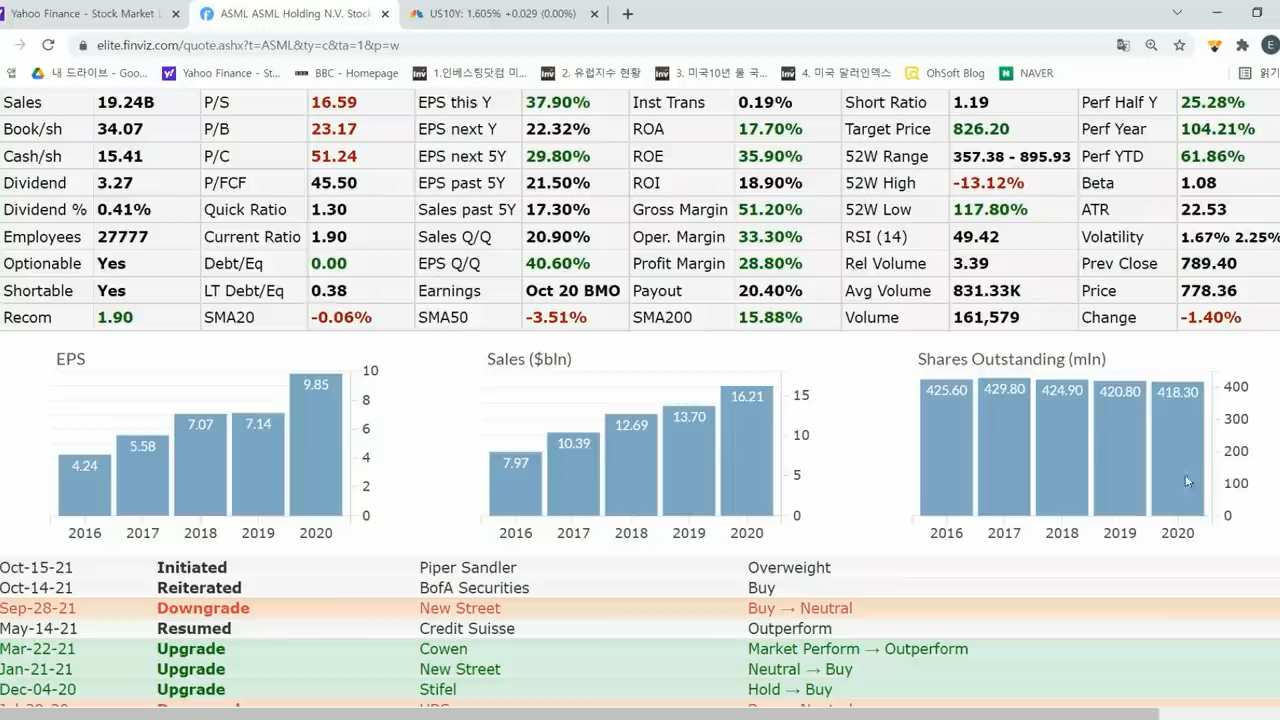 Yahoo Finance - Stock Market L
ASML ASML Holding N.V. Stock
US10Y: 1.605% +0.029 (0.00%)
elite.finviz.com/quote.ashx?t=ASML&ty=c&ta=1&p=w
앱 내 드라이브 - Goo... Yahoo Finance - St... BBC - Homepage 1.인베스팅닷컴 미... 2. 유럽지수 현황 3. 미국10년 물 국... 4. 미국 달러인덱스 OhSoft Blog NAVER 읽기
Sales 19.24B P/S 16.59 EPS this Y 37.90% Inst Trans 0.19% Short Ratio 1.19 Perf Half Y 25.28%
Book/sh 34.07 P/B 23.17 EPS next Y 22.32% ROA 17.70% Target Price 826.20 Perf Year 104.21%
Cash/sh 15.41 P/C 51.24 EPS next 5Y 29.80% ROE 35.90% 52W Range 357.38 - 895.93 Perf YTD 61.86%
Dividend 3.27 P/FCF 45.50 EPS past 5Y 21.50% ROI 18.90% 52W High -13.12% Beta 1.08
Dividend % 0.41% Quick Ratio 1.30 Sales past 5Y 17.30% Gross Margin 51.20% 52W Low 117.80% ATR 22.53
Employees 27777 Current Ratio 1.90 Sales Q/Q 20.90% Oper. Margin 33.30% RSI (14) 49.42 Volatility 1.67% 2.25%
Optionable Yes Debt/Eq 0.00 EPS Q/Q 40.60% Profit Margin 28.80% Rel Volume 3.39 Prev Close 789.40
Shortable Yes LT Debt/Eq 0.38 Earnings Oct 20 BMO Payout 20.40% Avg Volume 831.33K Price 778.36
Recom 1.90 SMA20 -0.06% SMA50 -3.51% SMA200 15.88% Volume 161,579 Change -1.40%
EPS
10
8
6
4
2
0
4.24 5.58 7.07 7.14 9.85
2016 2017 2018 2019 2020
Sales ($bln)
15
10
5
0
7.97 10.39 12.69 13.70 16.21
2016 2017 2018 2019 2020
Shares Outstanding (mln)
400
300
200
100
0
425.60 429.80 424.90 420.80 418.30
2016 2017 2018 2019 2020
Oct-15-21 Initiated Piper Sandler Overweight
Oct-14-21 Reiterated BofA Securities Buy
Sep-28-21 Downgrade New Street Buy → Neutral
May-14-21 Resumed Credit Suisse Outperform
Mar-22-21 Upgrade Cowen Market Perform → Outperform
Jan-21-21 Upgrade New Street Neutral → Buy
Dec-04-20 Upgrade Stifel Hold → Buy